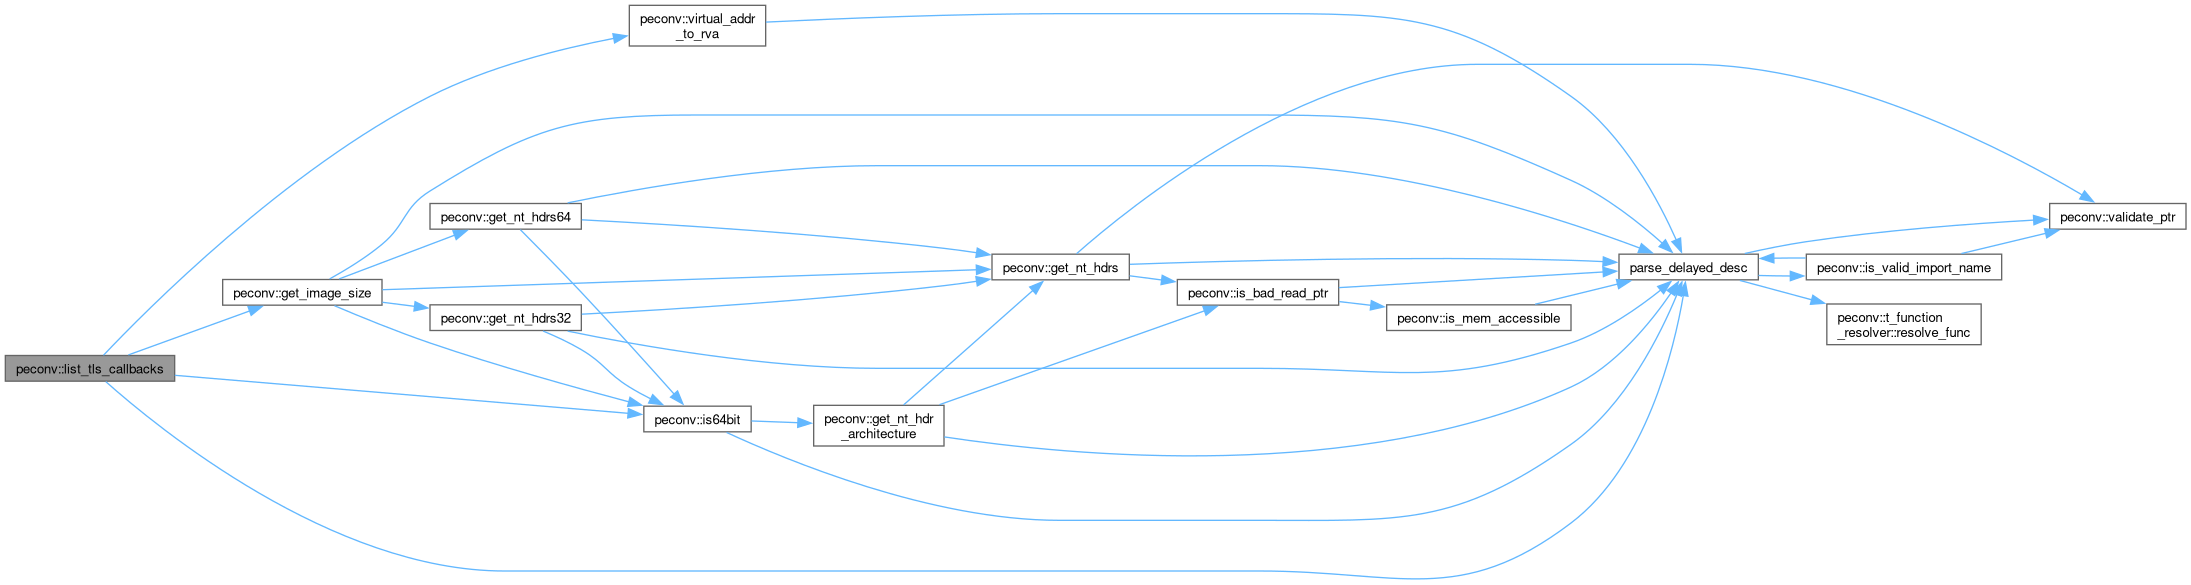 peconv::virtual_addr
_to_rva
peconv::get_nt_hdrs64
peconv::validate_ptr
peconv::get_nt_hdrs
parse_delayed_desc
peconv::is_valid_import_name
peconv::get_image_size
peconv::is_bad_read_ptr
peconv::get_nt_hdrs32
peconv::is_mem_accessible
peconv::t_function
_resolver::resolve_func
peconv::list_tls_callbacks
peconv::is64bit
peconv::get_nt_hdr
_architecture